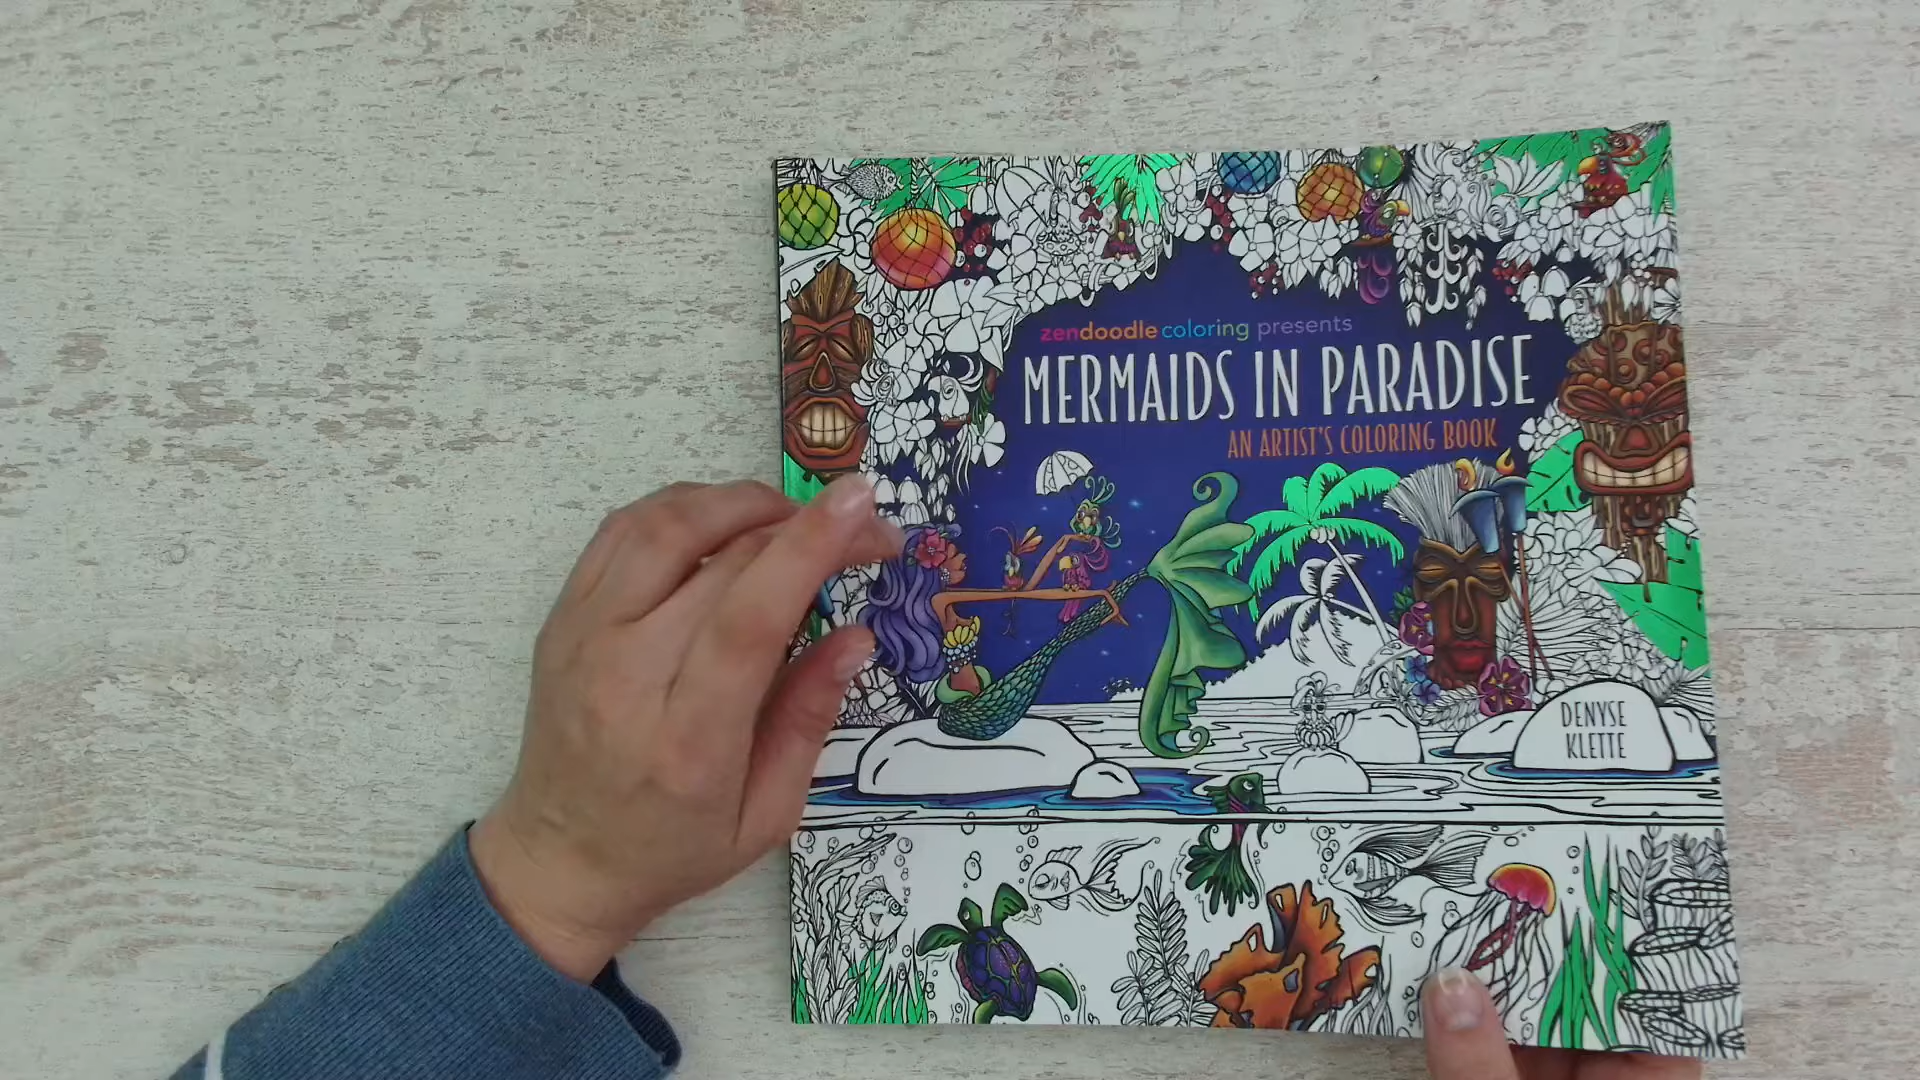 zendoodle coloring presents
MERMAIDS IN PARADISE
AN ARTIST'S COLORING BOOK
DENYSE
KLETTE